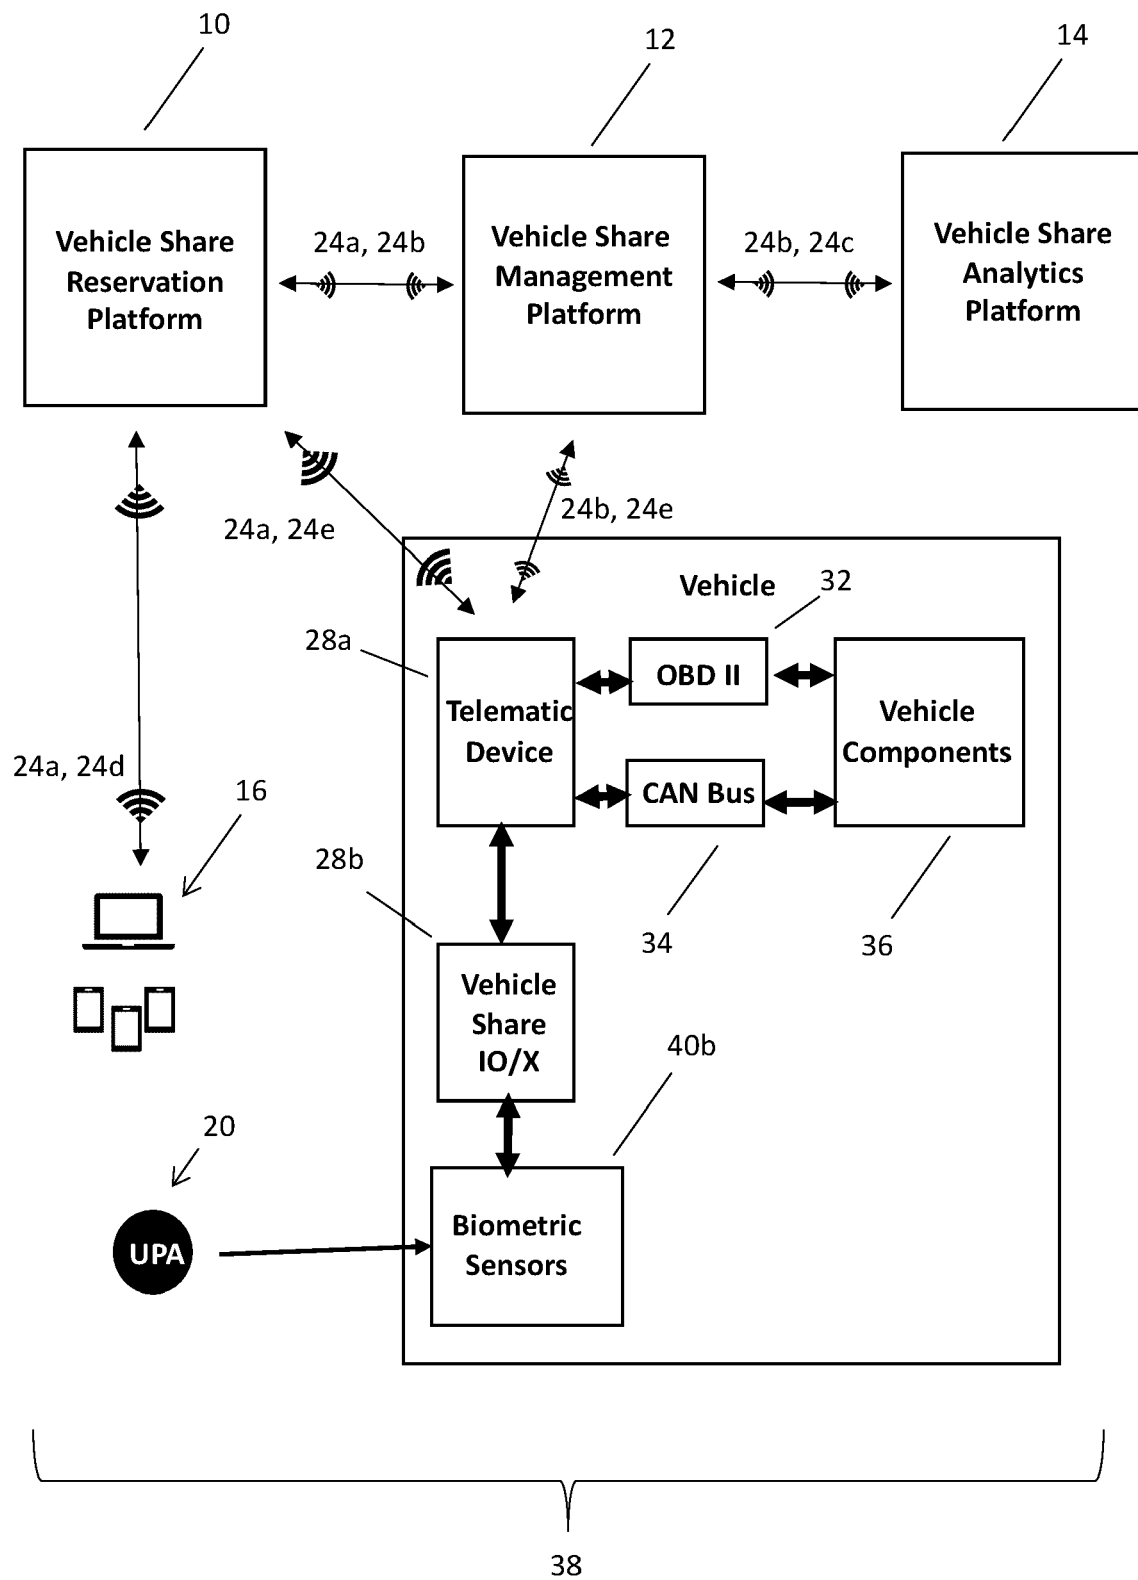 10
12
14
Vehicle Share
Reservation
Platform
24a, 24b
Vehicle Share
Management
Platform
24b, 24c
Vehicle Share
Analytics
Platform
24a, 24e
24b, 24e
Vehicle
32
28a
OBD II
Telematic
Device
Vehicle
Components
24a, 24d
16
CAN Bus
28b
34
36
Vehicle
Share
IO/X
40b
20
UPA
Biometric
Sensors
38